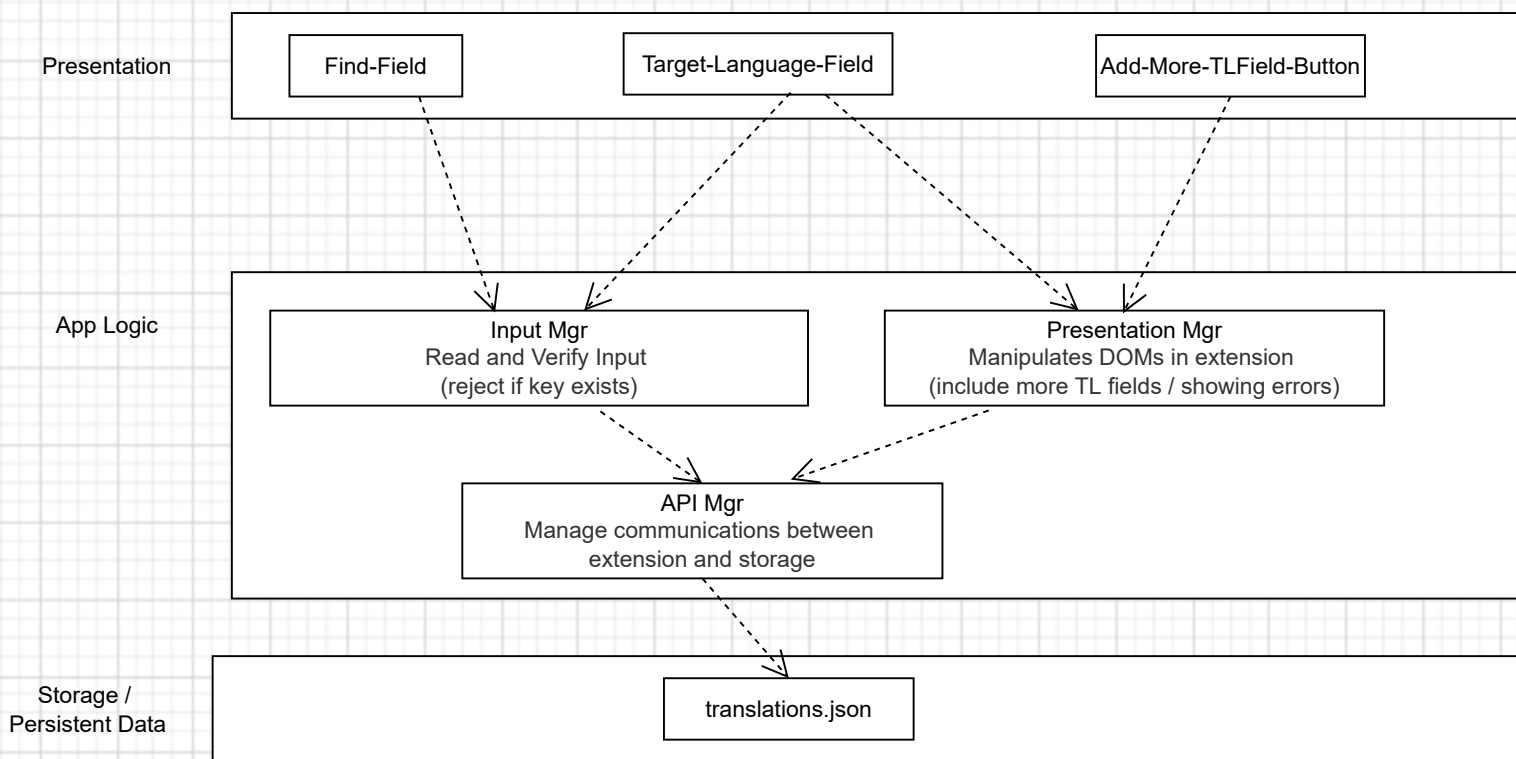 Presentation
Find-Field
Target-Language-Field
Add-More-TLField-Button
App Logic
Input Mgr
Read and Verify Input
(reject if key exists)
Presentation Mgr
Manipulates DOMs in extension
(include more TL fields / showing errors)
API Mgr
Manage communications between
extension and storage
Storage /
Persistent Data
translations.json